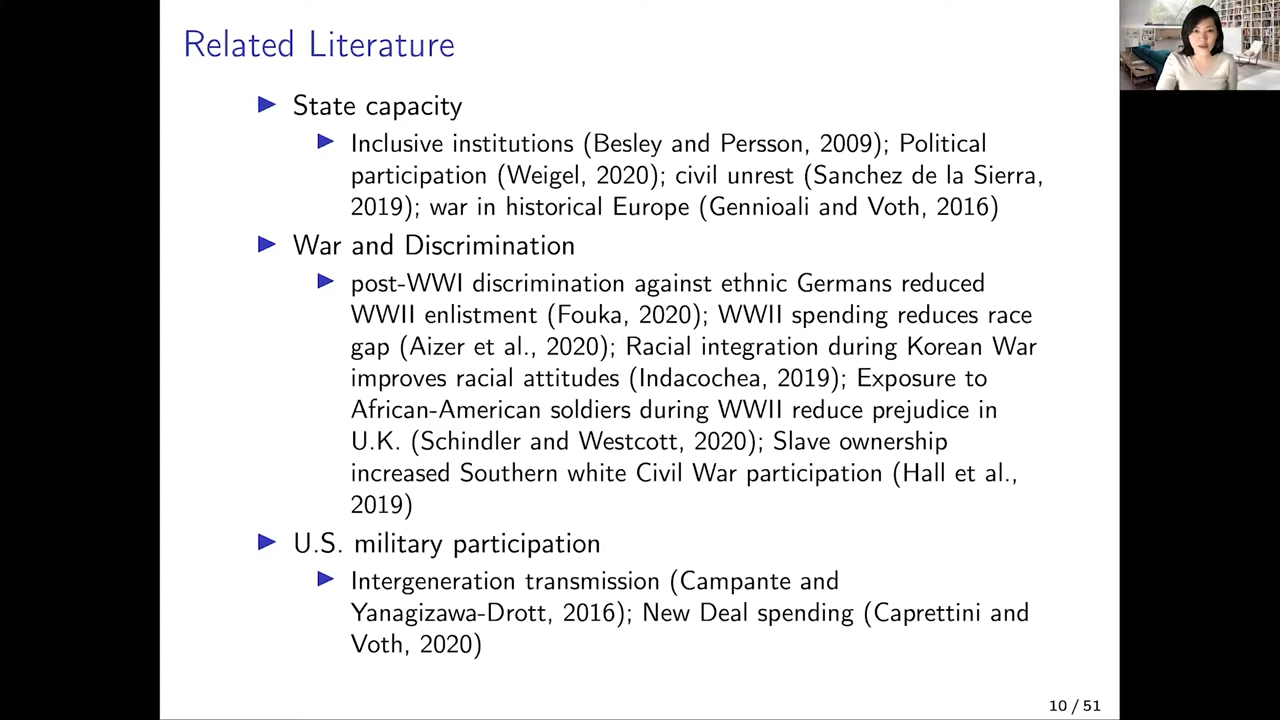 Related Literature
State capacity
Inclusive institutions (Besley and Persson, 2009); Political
participation (Weigel, 2020); civil unrest (Sanchez de la Sierra,
2019); war in historical Europe (Gennioali and Voth, 2016)
War and Discrimination
post-WWI discrimination against ethnic Germans reduced
WWII enlistment (Fouka, 2020); WWII spending reduces race
gap (Aizer et al., 2020); Racial integration during Korean War
improves racial attitudes (Indacochea, 2019); Exposure to
African-American soldiers during WWII reduce prejudice in
U.K. (Schindler and Westcott, 2020); Slave ownership
increased Southern white Civil War participation (Hall et al.,
2019)
U.S. military participation
Intergeneration transmission (Campante and
Yanagizawa-Drott, 2016); New Deal spending (Caprettini and
Voth, 2020)
10 / 51